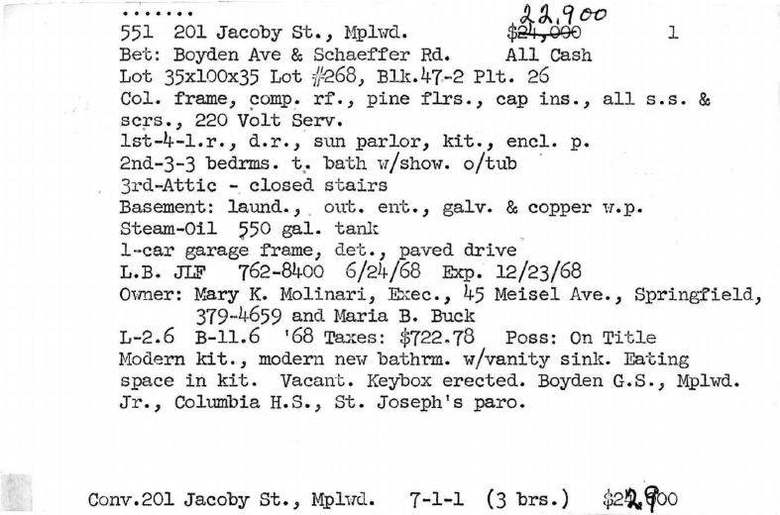 .......
22,900
551 201 Jacoby St., Mplwd. $24,000 1
Bet: Boyden Ave & Schaeffer Rd. All Cash
Lot 35x100x35 Lot #268, Blk.47-2 Plt. 26
Col. frame, comp. rf., pine flrs., cap ins., all s.s. &
scrs., 220 Volt Serv.
1st-4-l.r., d.r., sun parlor, kit., encl. p.
2nd-3-3 bedrms. t. bath w/show. o/tub
3rd-Attic - closed stairs
Basement: laund., out. ent., galv. & copper w.p.
Steam-Oil 550 gal. tank
1-car garage frame, det., paved drive
L.B. JLF 762-8400 6/24/68 Exp. 12/23/68
Owner: Mary K. Molinari, Exec., 45 Meisel Ave., Springfield,
379-4659 and Maria B. Buck
L-2.6 B-11.6 '68 Taxes: $722.78 Poss: On Title
Modern kit., modern new bathrm. w/vanity sink. Eating
space in kit. Vacant. Keybox erected. Boyden G.S., Mplwd.
Jr., Columbia H.S., St. Joseph's paro.
Conv.201 Jacoby St., Mplwd. 7-1-1 (3 brs.)